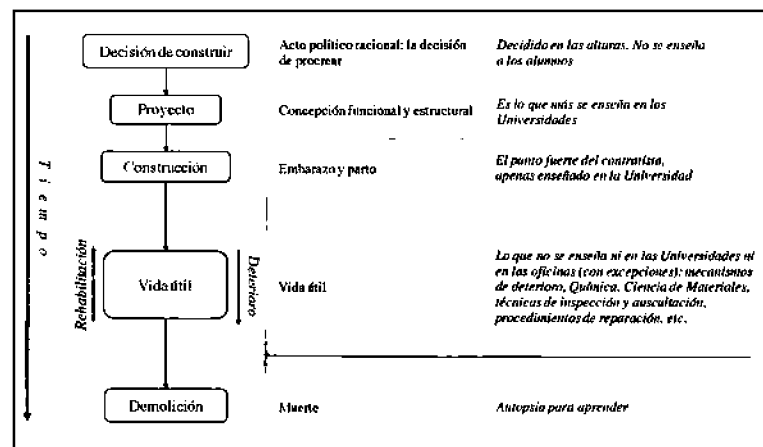 Tiempo
Decisión de construir
Acto político racional: la decisión
de procrear
Decidido en las alturas. No se enseña
a los alumnos
Proyecto
Concepción funcional y estructural
Es lo que más se enseña en las
Universidades
Construcción
Embarazo y parto
El punto fuerte del contratista,
apenas enseñado en la Universidad
Rehabilitación
Vida útil
Deterioro
Vida útil
Lo que no se enseña ni en las Universidades ni
en las oficinas (con excepciones): mecanismos
de deterioro, Química, Ciencia de Materiales,
técnicas de inspección y auscultación,
procedimientos de reparación, etc.
Demolición
Muerte
Autopsia para aprender